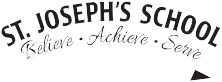 ST. JOSEPH'S SCHOOL
Believe • Achieve • Serve